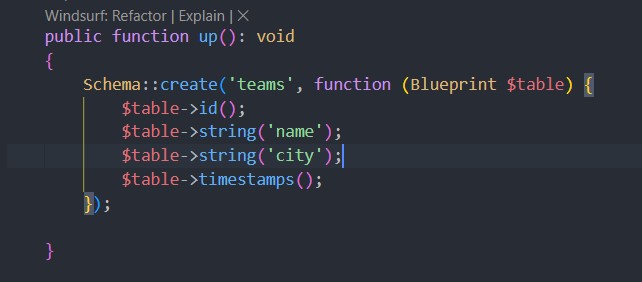 Windsurf: Refactor | Explain | ✕
public function up(): void
{
    Schema::create('teams', function (Blueprint $table) {
        $table->id();
        $table->string('name');
        $table->string('city');
        $table->timestamps();
    });
}